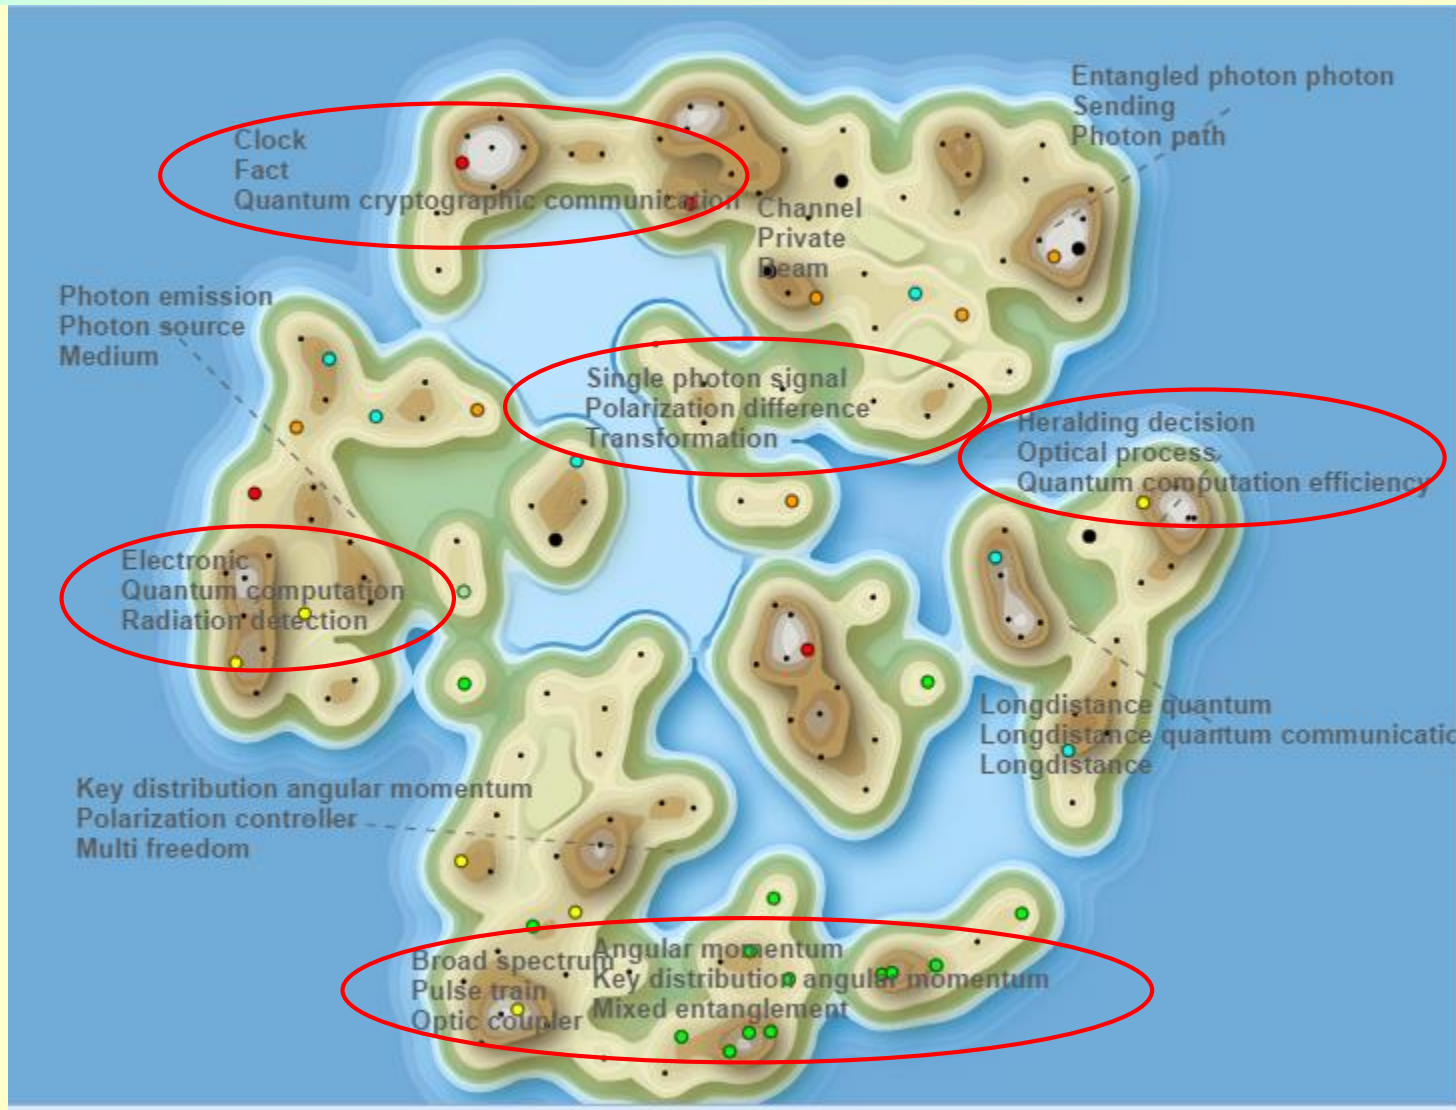 Entangled photon photon
Sending
Photon path
Clock
Fact
Quantum cryptographic communication
Channel
Private
Beam
Photon emission
Photon source
Medium
Single photon signal
Polarization difference
Transformation
Heralding decision
Optical process
Quantum computation efficiency
Electronic
Quantum computation
Radiation detection
Longdistance quantum
Longdistance quantum communicatio
Longdistance
Key distribution angular momentum
Polarization controller
Multi freedom
Broad spectrum
Pulse train
Optic coupler
Angular momentum
Key distribution angular momentum
Mixed entanglement